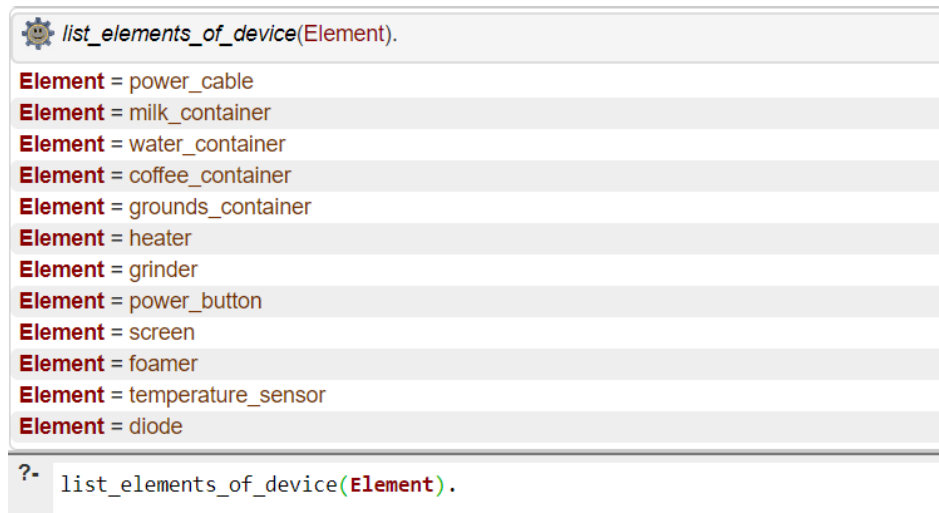 list_elements_of_device(Element).
Element = power_cable
Element = milk_container
Element = water_container
Element = coffee_container
Element = grounds_container
Element = heater
Element = grinder
Element = power_button
Element = screen
Element = foamer
Element = temperature_sensor
Element = diode
?- list_elements_of_device(Element).